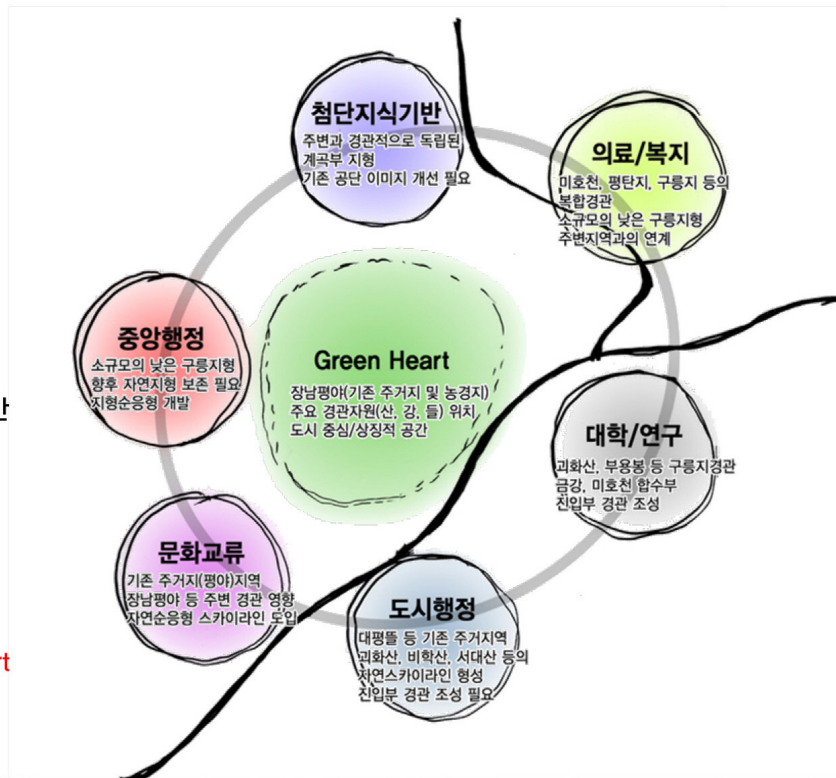 첨단지식기반
주변과 경관적으로 독립된
계곡부 지형
기존 공단 이미지 개선 필요
의료/복지
미호천, 평탄지, 구릉지 등의
복합경관
소규모의 낮은 구릉지형
주변지역과의 연계
중앙행정
소규모의 낮은 구릉지형
향후 자연지형 보존 필요
지형순응형 개발
Green Heart
장남평야(기존 주거지 및 농경지)
주요 경관자원(산, 강, 들) 위치,
도시 중심/상징적 공간
대학/연구
괴화산, 부용봉 등 구릉지경관
금강, 미호천 합수부
진입부 경관 조성
문화교류
기존 주거지(평야)지역
장남평야 등 주변 경관 영향
자연순응형 스카이라인 도입
도시행정
대평뜰 등 기존 주거지역
괴화산, 비학산, 서대산 등의
자연스카이라인 형성
진입부 경관 조성 필요